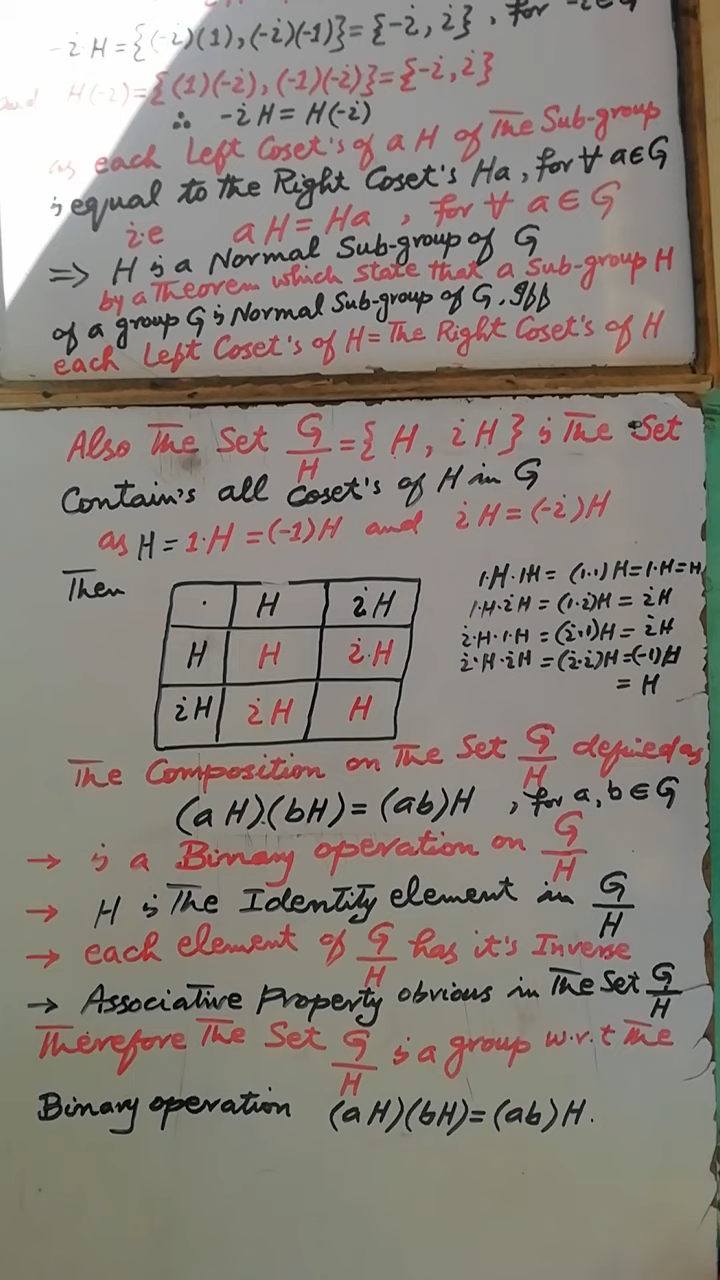 -iH = {(-i)(1), (-i)(-1)} = {-i, i}, for -i∈G
and H(-i) = {(1)(-i), (-1)(-i)} = {-i, i}
∴ -iH = H(-i)
as each Left Coset's of aH of The Sub-group
is equal to the Right Coset's Ha, for ∀ a∈G
i.e aH = Ha , for ∀ a ∈ G
⇒ H is a Normal Sub-group of G
by a Theorem which State that a Sub-group H
of a group G is Normal Sub-group of G. Iff
each Left Coset's of H = The Right Coset's of H
Also The Set G/H = {H, iH} is The Set
Contain's all Coset's of H in G
as H = 1·H = (-1)H and iH = (-i)H
Then
· H iH
H H iH
iH iH H
1·H·1H = (1·1)H = 1·H = H
1·H·iH = (1·i)H = iH
i·H·1·H = (i·1)H = iH
i·H·iH = (i·i)H = (-1)H
= H
The Composition on The Set G/H defined as
(aH).(bH) = (ab)H , for a, b ∈ G
→ is a Binary operation on G/H
→ H is The Identity element in G/H
→ each element of G/H has it's Inverse
→ Associative Property obvious in The Set G/H
Therefore The Set G/H is a group w.r.t The
Binary operation (aH)(bH) = (ab)H.